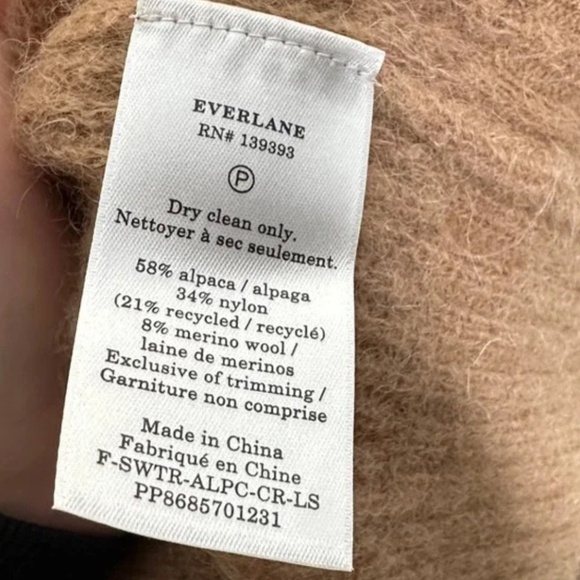 EVERLANE
RN# 139393
P
Dry clean only.
Nettoyer à sec seulement.
58% alpaca / alpaga
34% nylon
(21% recycled / recyclé)
8% merino wool /
laine de merinos
Exclusive of trimming /
Garniture non comprise
Made in China
Fabriqué en Chine
F-SWTR-ALPC-CR-LS
PP8685701231